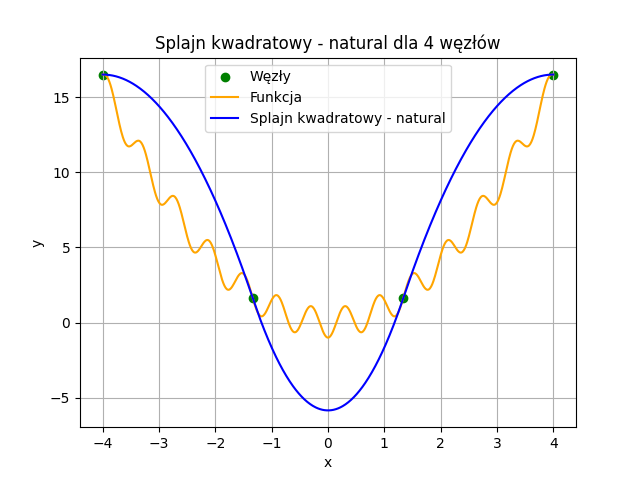 Splajn kwadratowy - natural dla 4 węzłów
Węzły
Funkcja
Splajn kwadratowy - natural
15
10
5
0
−5
y
−4
−3
−2
−1
0
1
2
3
4
x